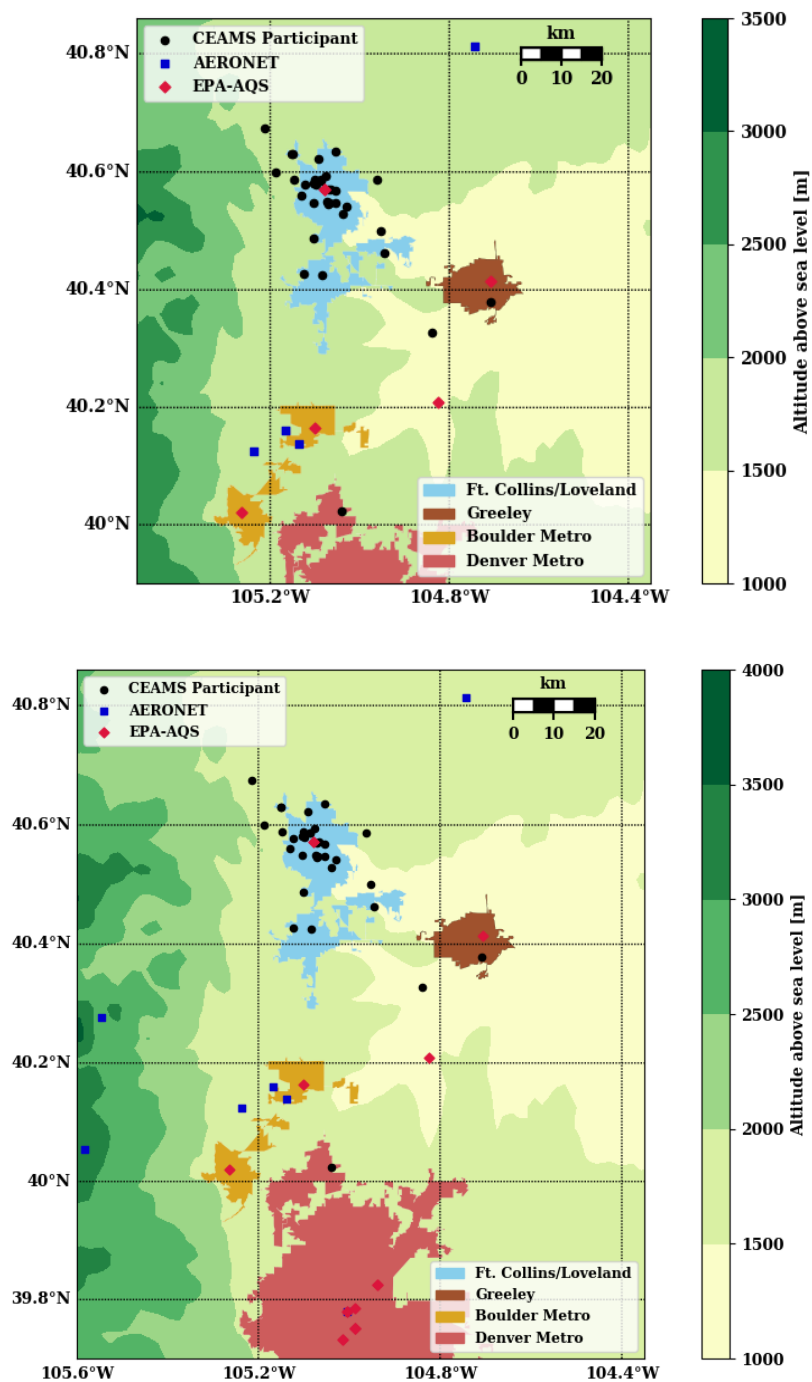 CEAMS Participant
AERONET
EPA-AQS
km
0 10 20
40.8°N
40.6°N
40.4°N
40.2°N
40°N
105.2°W 104.8°W 104.4°W
Ft. Collins/Loveland
Greeley
Boulder Metro
Denver Metro
3500
3000
2500
2000
1500
1000
Altitude above sea level [m]
CEAMS Participant
AERONET
EPA-AQS
km
0 10 20
40.8°N
40.6°N
40.4°N
40.2°N
40°N
39.8°N
105.6°W 105.2°W 104.8°W 104.4°W
Ft. Collins/Loveland
Greeley
Boulder Metro
Denver Metro
4000
3500
3000
2500
2000
1500
1000
Altitude above sea level [m]